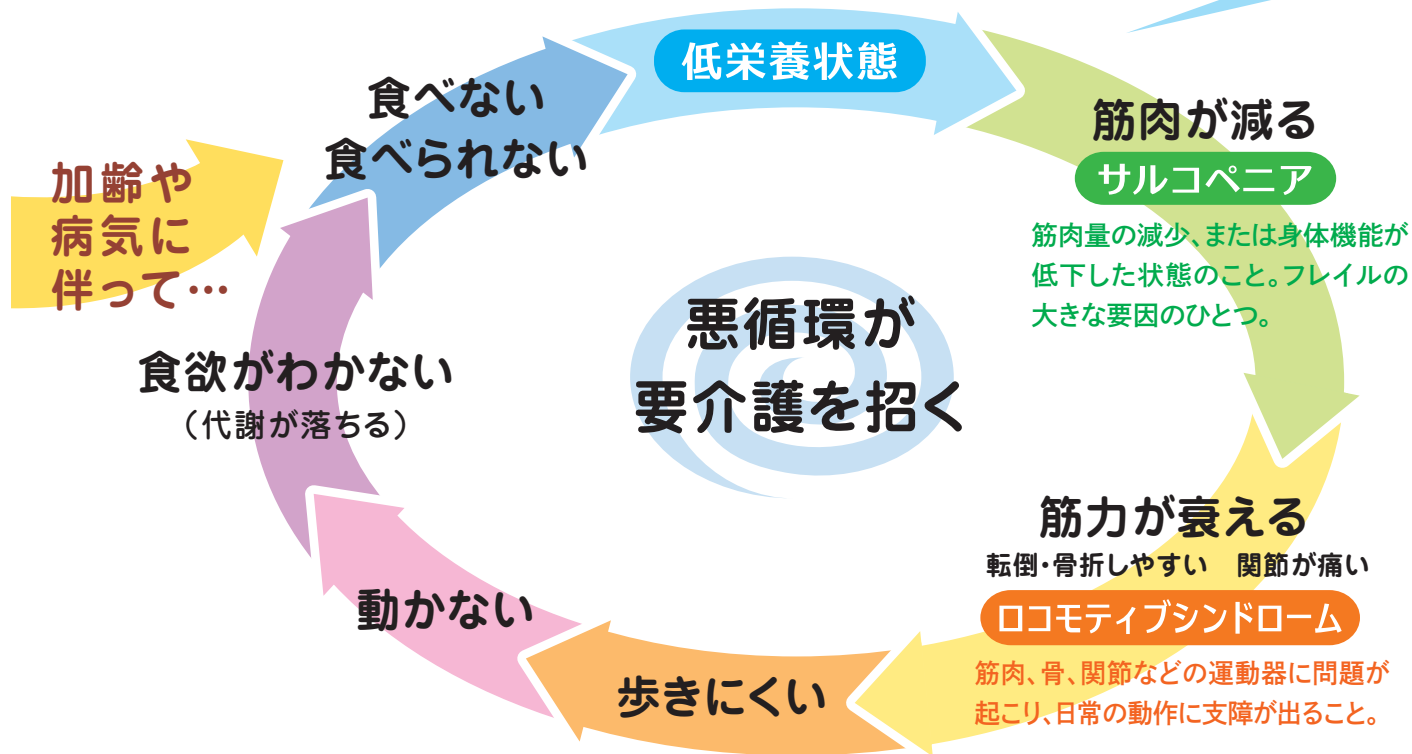 加齢や
病気に
伴って…
食べない
食べられない
低栄養状態
筋肉が減る
サルコペニア
筋肉量の減少、または身体機能が
低下した状態のこと。フレイルの
大きな要因のひとつ。
筋力が衰える
転倒・骨折しやすい　関節が痛い
ロコモティブシンドローム
筋肉、骨、関節などの運動器に問題が
起こり、日常の動作に支障が出ること。
歩きにくい
動かない
食欲がわかない
（代謝が落ちる）
悪循環が
要介護を招く